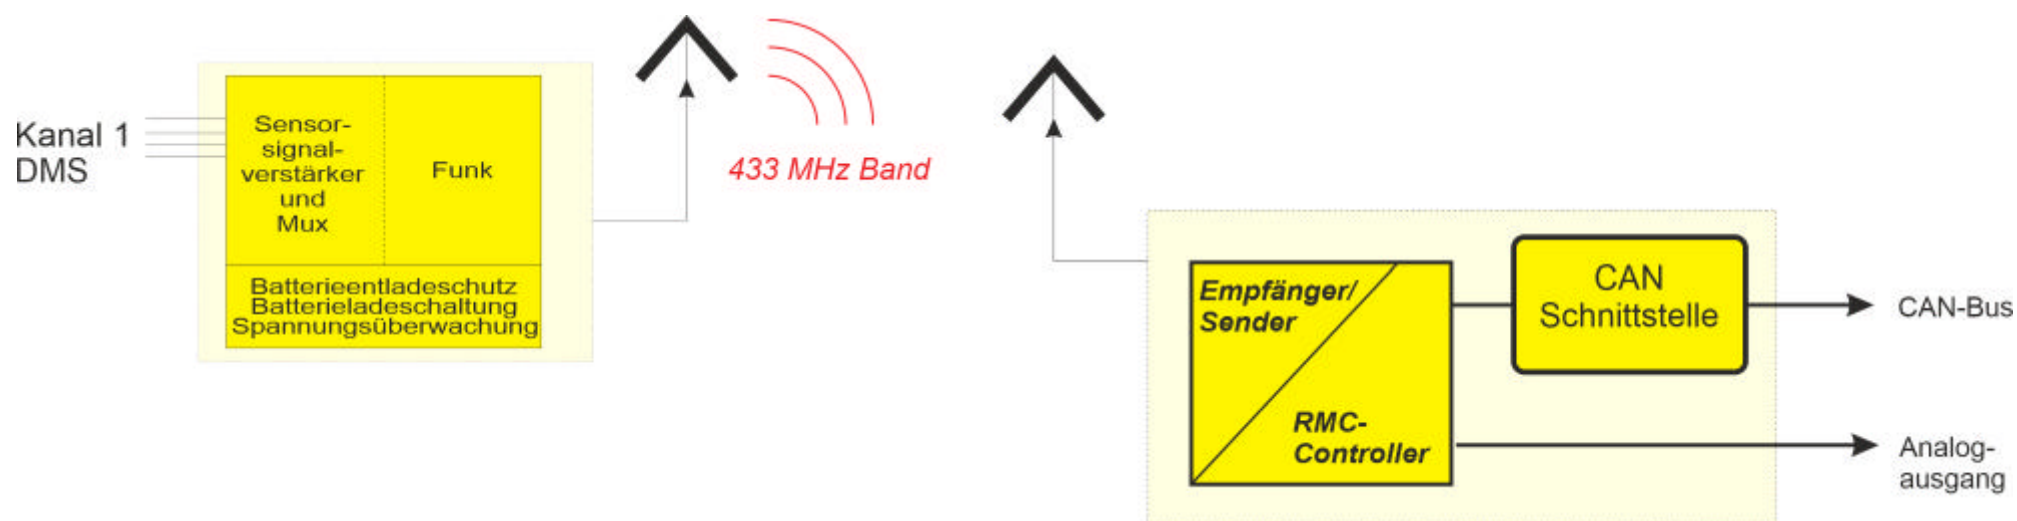 Kanal 1
DMS
Sensor-
signal-
verstärker
und
Mux
Funk
Batterieentladeschutz
Batterieladeschaltung
Spannungsüberwachung
433 MHz Band
Empfänger/
Sender
RMC-
Controller
CAN
Schnittstelle
CAN-Bus
Analog-
ausgang